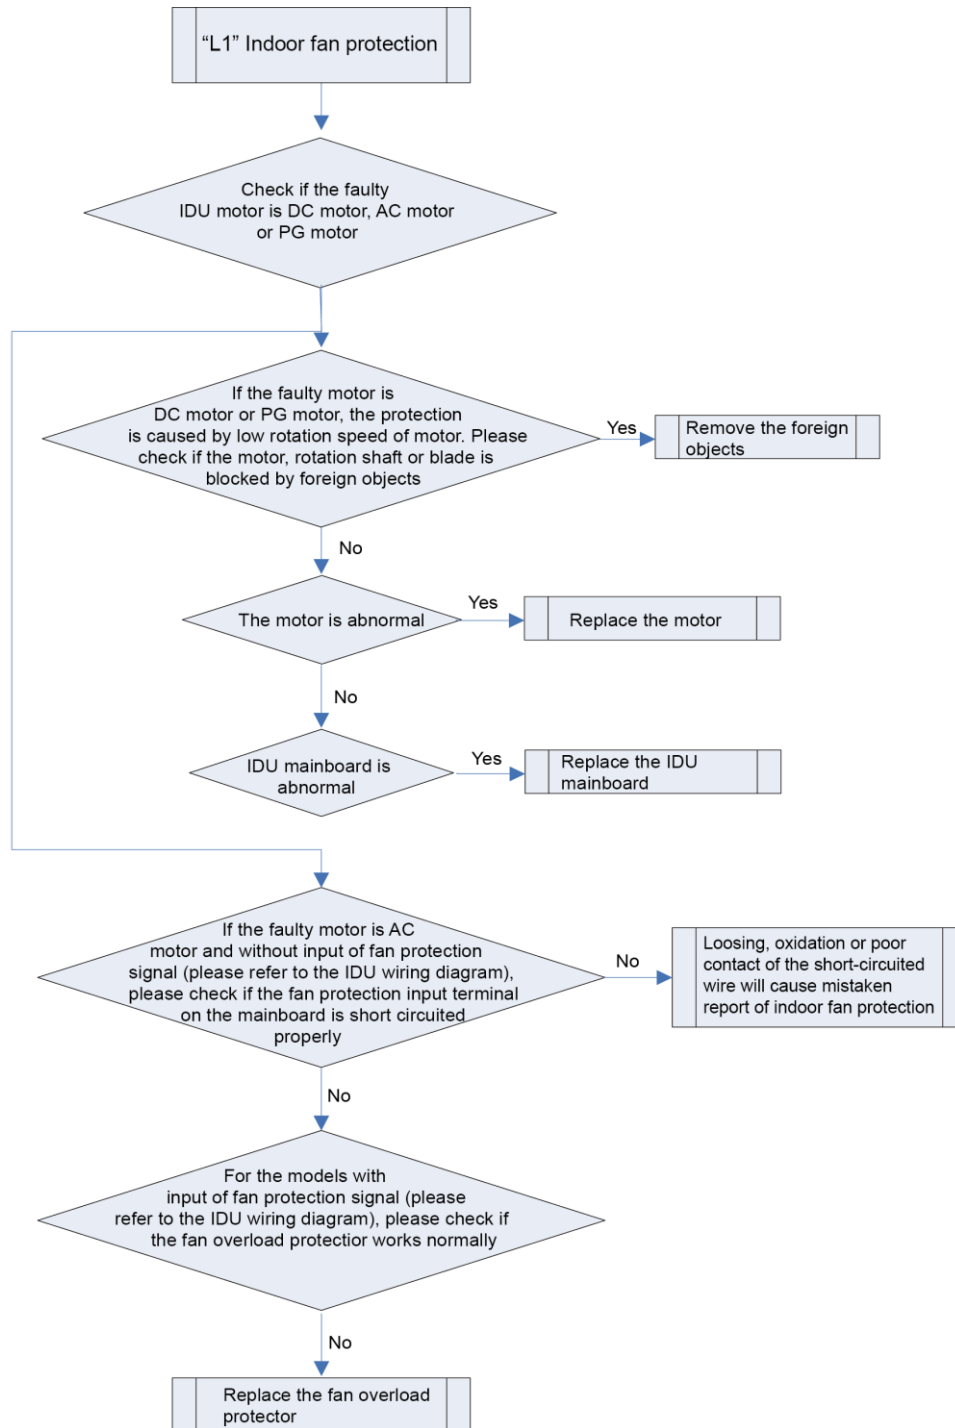 “L1” Indoor fan protection
Check if the faulty
IDU motor is DC motor, AC motor
or PG motor
If the faulty motor is
DC motor or PG motor, the protection
is caused by low rotation speed of motor. Please
check if the motor, rotation shaft or blade is
blocked by foreign objects
Yes
Remove the foreign
objects
No
The motor is abnormal
Yes
Replace the motor
No
IDU mainboard is
abnormal
Yes
Replace the IDU
mainboard
If the faulty motor is AC
motor and without input of fan protection
signal (please refer to the IDU wiring diagram),
please check if the fan protection input terminal
on the mainboard is short circuited
properly
No
Loosing, oxidation or poor
contact of the short-circuited
wire will cause mistaken
report of indoor fan protection
No
For the models with
input of fan protection signal (please
refer to the IDU wiring diagram), please check if
the fan overload protectior works normally
No
Replace the fan overload
protector